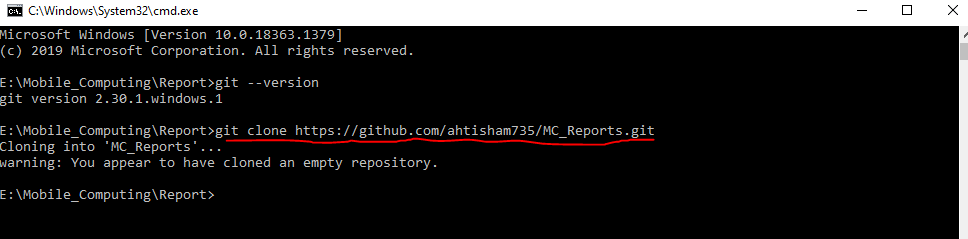 C:\Windows\System32\cmd.exe
Microsoft Windows [Version 10.0.18363.1379]
(c) 2019 Microsoft Corporation. All rights reserved.
E:\Mobile_Computing\Report>git --version
git version 2.30.1.windows.1
E:\Mobile_Computing\Report>git clone https://github.com/ahtisham735/MC_Reports.git
Cloning into 'MC_Reports'...
warning: You appear to have cloned an empty repository.
E:\Mobile_Computing\Report>